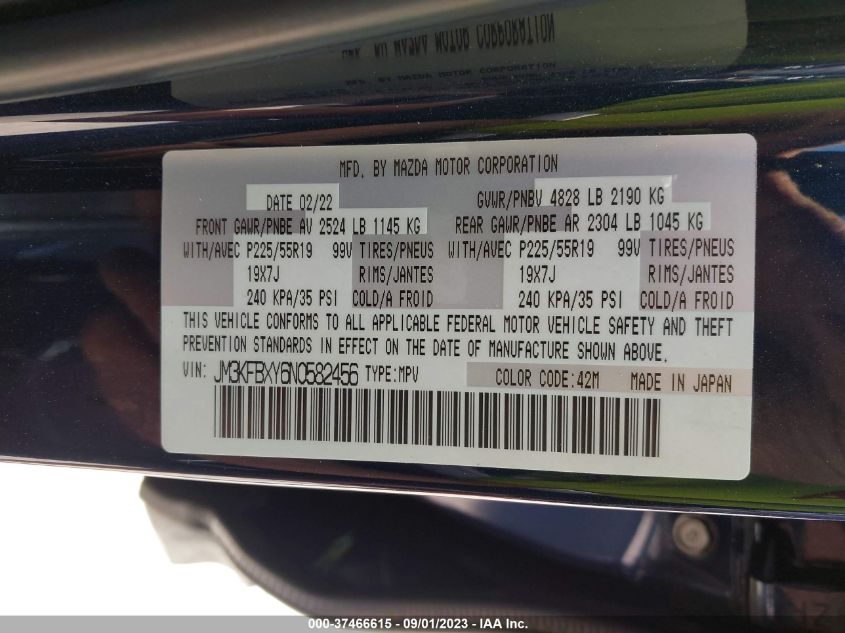 MFD. BY MAZDA MOTOR CORPORATION
DATE 02/22 GVWR/PNBV 4828 LB 2190 KG
FRONT GAWR/PNBE AV 2524 LB 1145 KG REAR GAWR/PNBE AR 2304 LB 1045 KG
WITH/AVEC P225/55R19 99V TIRES/PNEUS WITH/AVEC P225/55R19 99V TIRES/PNEUS
19X7J RIMS/JANTES 19X7J RIMS/JANTES
240 KPA/35 PSI COLD/A FROID 240 KPA/35 PSI COLD/A FROID
THIS VEHICLE CONFORMS TO ALL APPLICABLE FEDERAL MOTOR VEHICLE SAFETY AND THEFT
PREVENTION STANDARDS IN EFFECT ON THE DATE OF MANUFACTURE SHOWN ABOVE.
VIN: JM3KFBXY6N0582456 TYPE:MPV COLOR CODE:42M MADE IN JAPAN
000-37466615 - 09/01/2023 - IAA Inc.